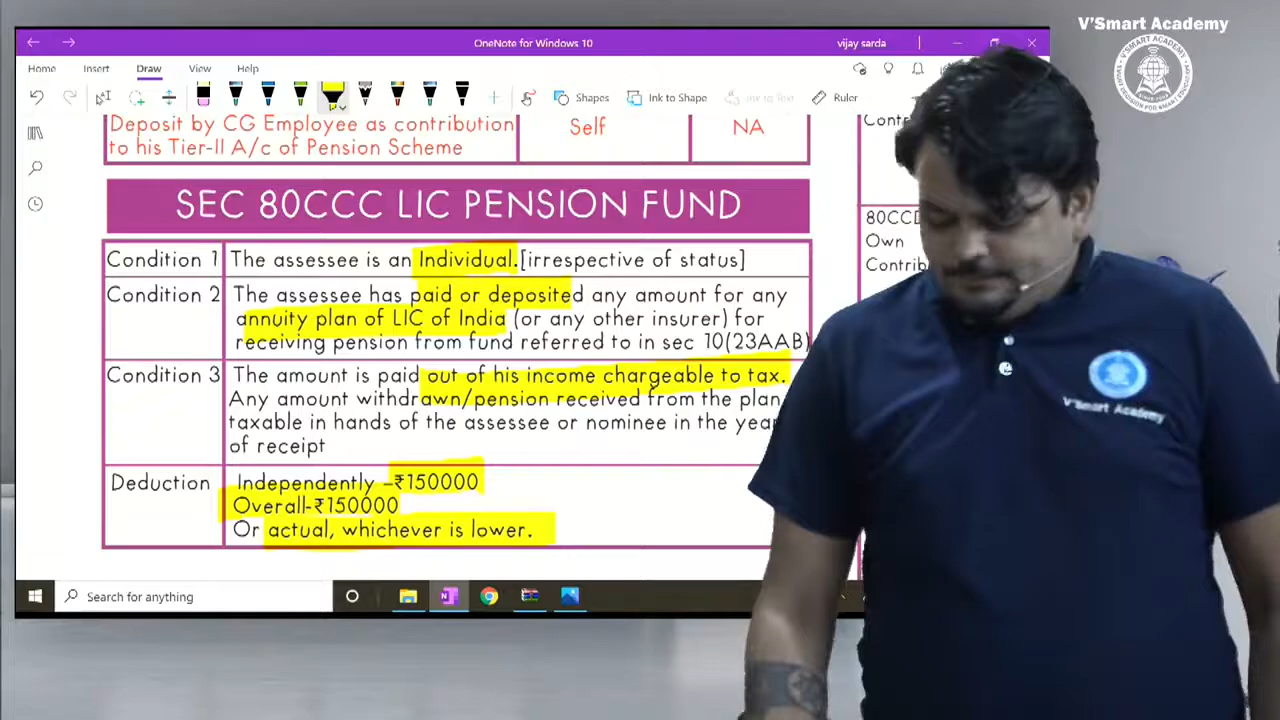 V'Smart Academy
OneNote for Windows 10
vijay sarda
Home Insert Draw View Help
Shapes Ink to Shape Ink to Text Ruler
Deposit by CG Employee as contribution
to his Tier-II A/c of Pension Scheme
Self
NA
SEC 80CCC LIC PENSION FUND
Condition 1
The assessee is an Individual.[irrespective of status]
Condition 2
The assessee has paid or deposited any amount for any
annuity plan of LIC of India (or any other insurer) for
receiving pension from fund referred to in sec 10(23AAB)
Condition 3
The amount is paid out of his income chargeable to tax.
Any amount withdrawn/pension received from the plan
taxable in hands of the assessee or nominee in the year
of receipt
Deduction
Independently -₹150000
Overall-₹150000
Or actual, whichever is lower.
Own
Search for anything
V'Smart Academy